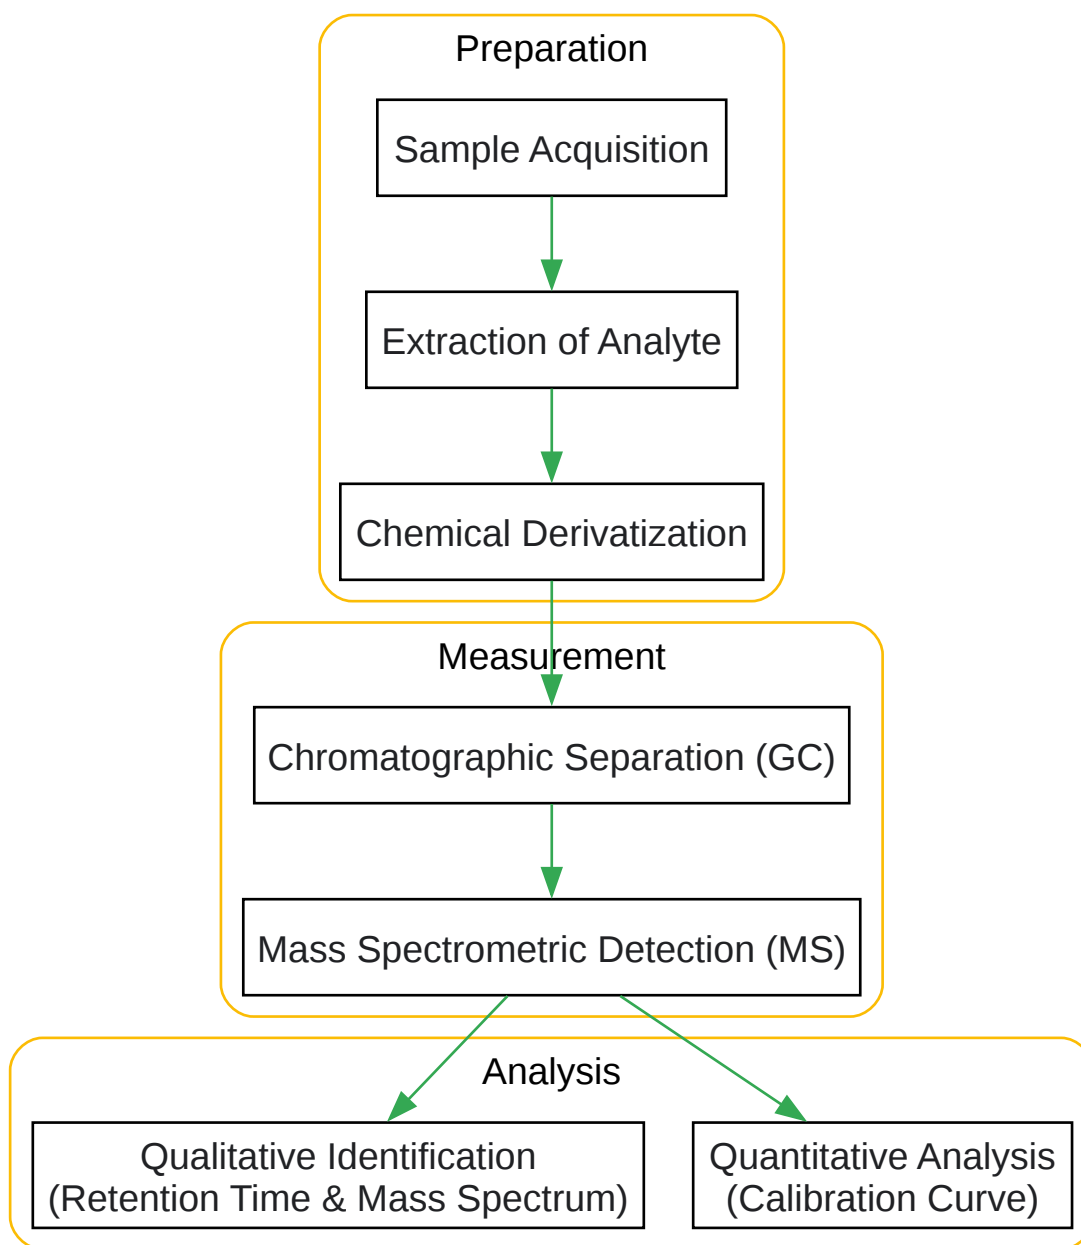 Preparation
Sample Acquisition
Extraction of Analyte
Chemical Derivatization
Measurement
Chromatographic Separation (GC)
Mass Spectrometric Detection (MS)
Analysis
Qualitative Identification
(Retention Time & Mass Spectrum)
Quantitative Analysis
(Calibration Curve)